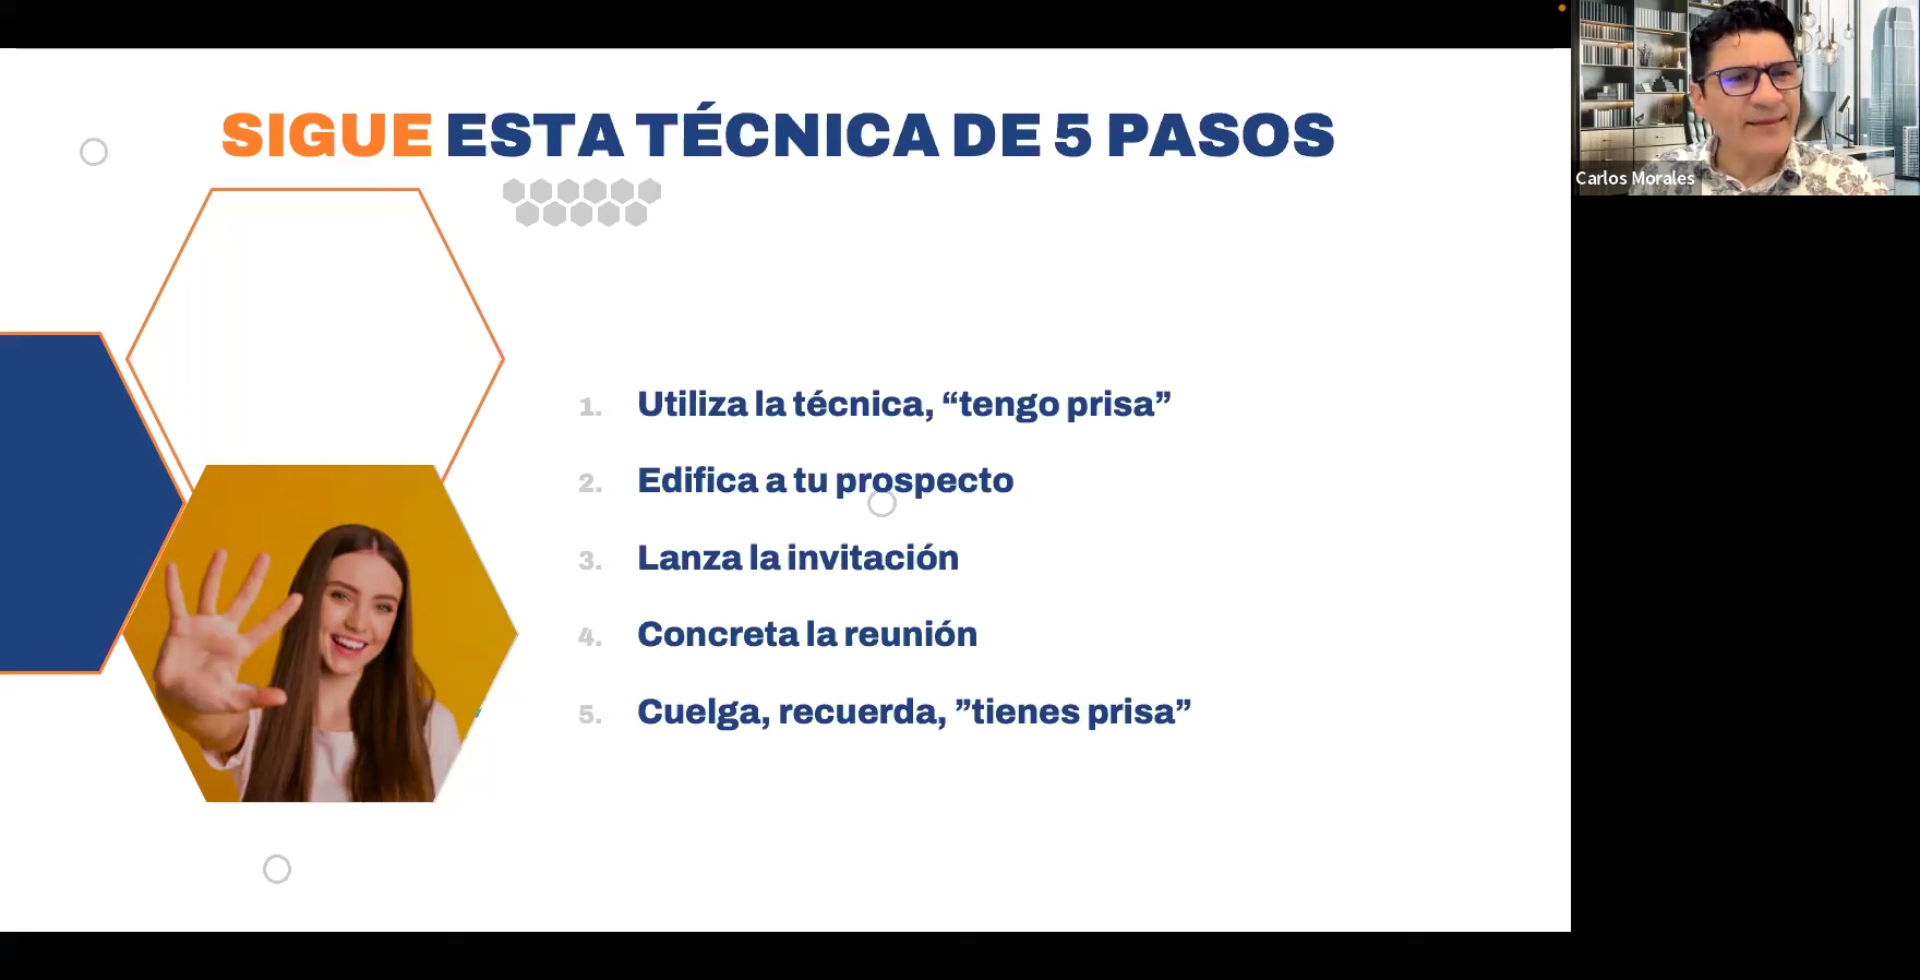 SIGUE ESTA TÉCNICA DE 5 PASOS
Carlos Morales
1. Utiliza la técnica, “tengo prisa”
2. Edifica a tu prospecto
3. Lanza la invitación
4. Concreta la reunión
5. Cuelga, recuerda, ”tienes prisa”